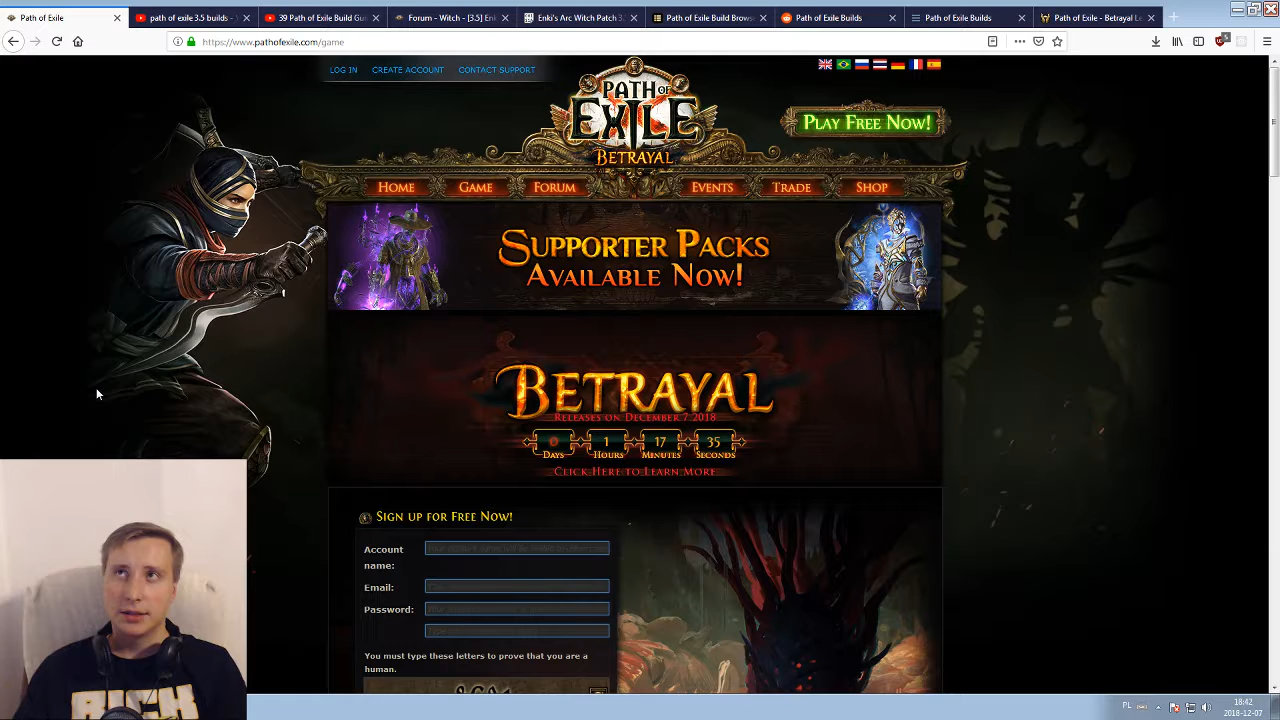 Path of Exile
path of exile 3.5 builds -
39 Path of Exile Build Gu
Forum - Witch - [3.5] Enk
Enki's Arc Witch Patch 3.
Path of Exile Build Brows
Path of Exile Builds
Path of Exile Builds
Path of Exile - Betrayal Le
https://www.pathofexile.com/game
LOG IN
CREATE ACCOUNT
CONTACT SUPPORT
PATH OF
EXILE
BETRAYAL
PLAY FREE NOW!
HOME
GAME
FORUM
EVENTS
TRADE
SHOP
SUPPORTER PACKS
AVAILABLE NOW!
BETRAYAL
RELEASES ON DECEMBER 7 2018
0 1 17 35
DAYS HOURS MINUTES SECONDS
CLICK HERE TO LEARN MORE
SIGN UP FOR FREE NOW!
Account
name:
Email:
Password:
You must type these letters to prove that you are a
human.
RICK
PL
18:42
2018-12-07